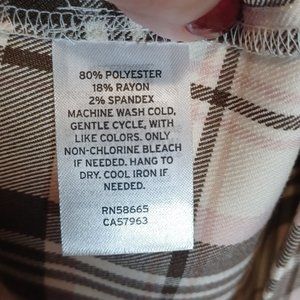 80% POLYESTER
18% RAYON
2% SPANDEX
MACHINE WASH COLD,
GENTLE CYCLE, WITH
LIKE COLORS. ONLY
NON-CHLORINE BLEACH
IF NEEDED. HANG TO
DRY. COOL IRON IF
NEEDED.
RN58665
CA57963